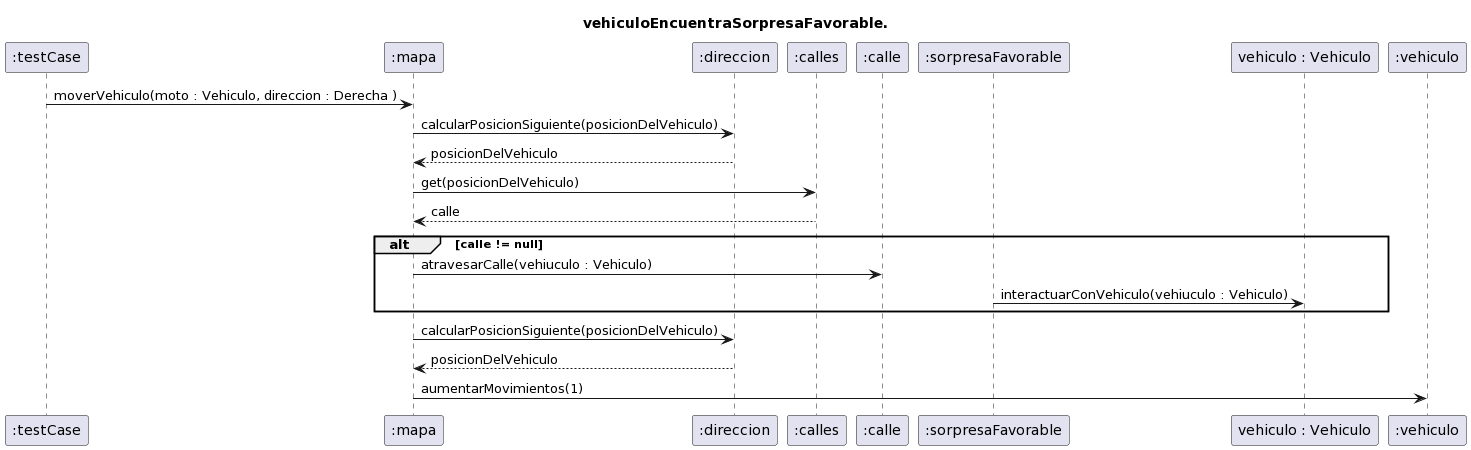 vehiculoEncuentraSorpresaFavorable.
:testCase :mapa :direccion :calles :calle :sorpresaFavorable vehiculo : Vehiculo :vehiculo
moverVehiculo(moto : Vehiculo, direccion : Derecha )
calcularPosicionSiguiente(posicionDelVehiculo)
posicionDelVehiculo
get(posicionDelVehiculo)
calle
alt [calle != null]
atravesarCalle(vehiuculo : Vehiculo)
interactuarConVehiculo(vehiuculo : Vehiculo)
calcularPosicionSiguiente(posicionDelVehiculo)
posicionDelVehiculo
aumentarMovimientos(1)
:testCase :mapa :direccion :calles :calle :sorpresaFavorable vehiculo : Vehiculo :vehiculo